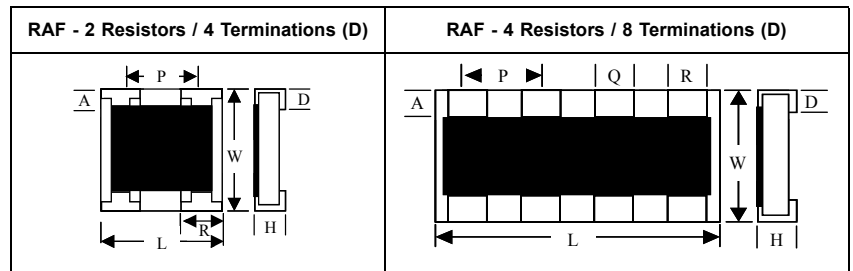 RAF - 2 Resistors / 4 Terminations (D)
RAF - 4 Resistors / 8 Terminations (D)
P
A
D
W
R
L
H
P
Q
R
A
D
W
L
H